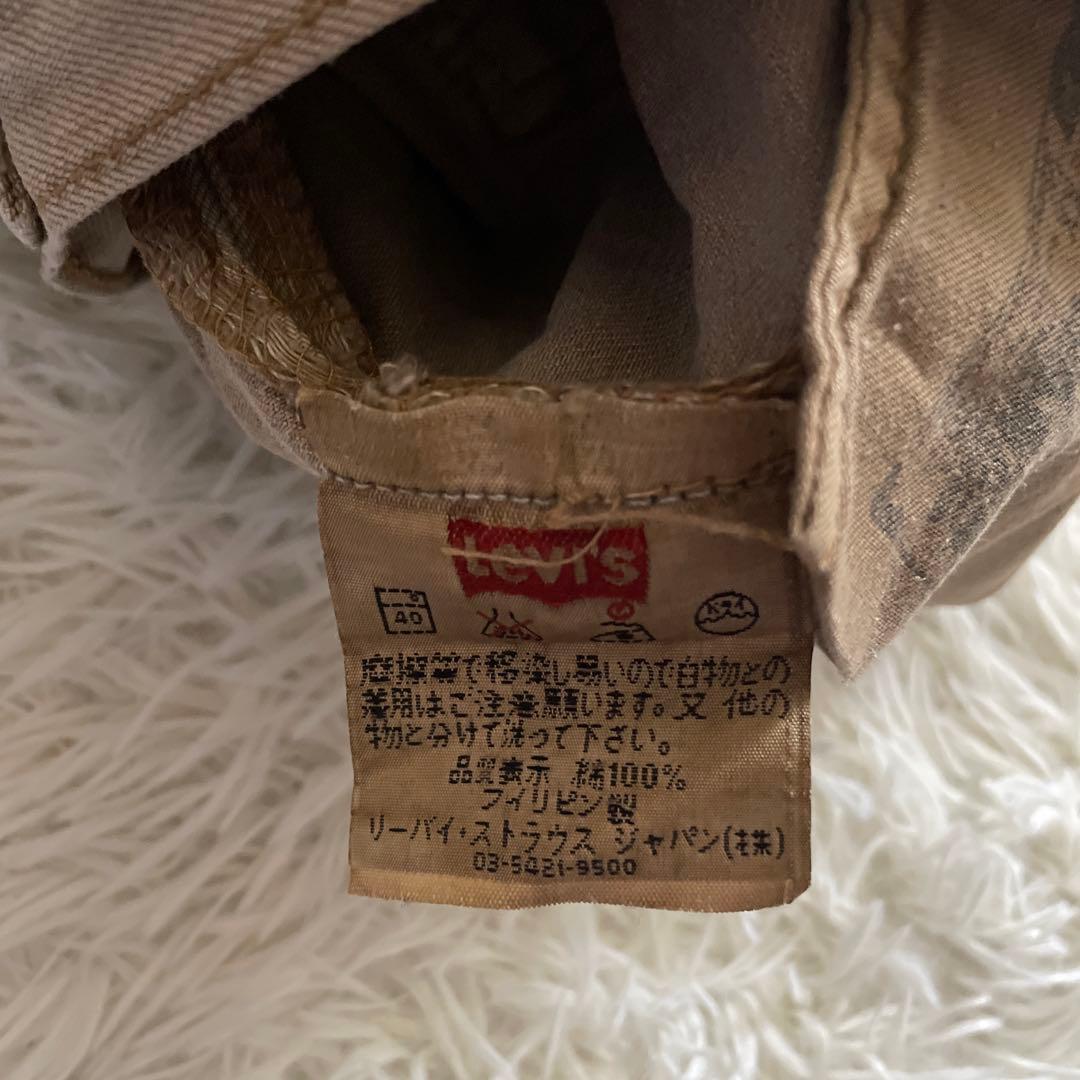 Levi's
40
ドライ
摩擦等で移染し易いので白物との
着用はご注意願います。又 他の
物と分けて洗って下さい。
品質表示 綿100%
フィリピン製
リーバイ・ストラウス ジャパン(株)
03-5421-9500